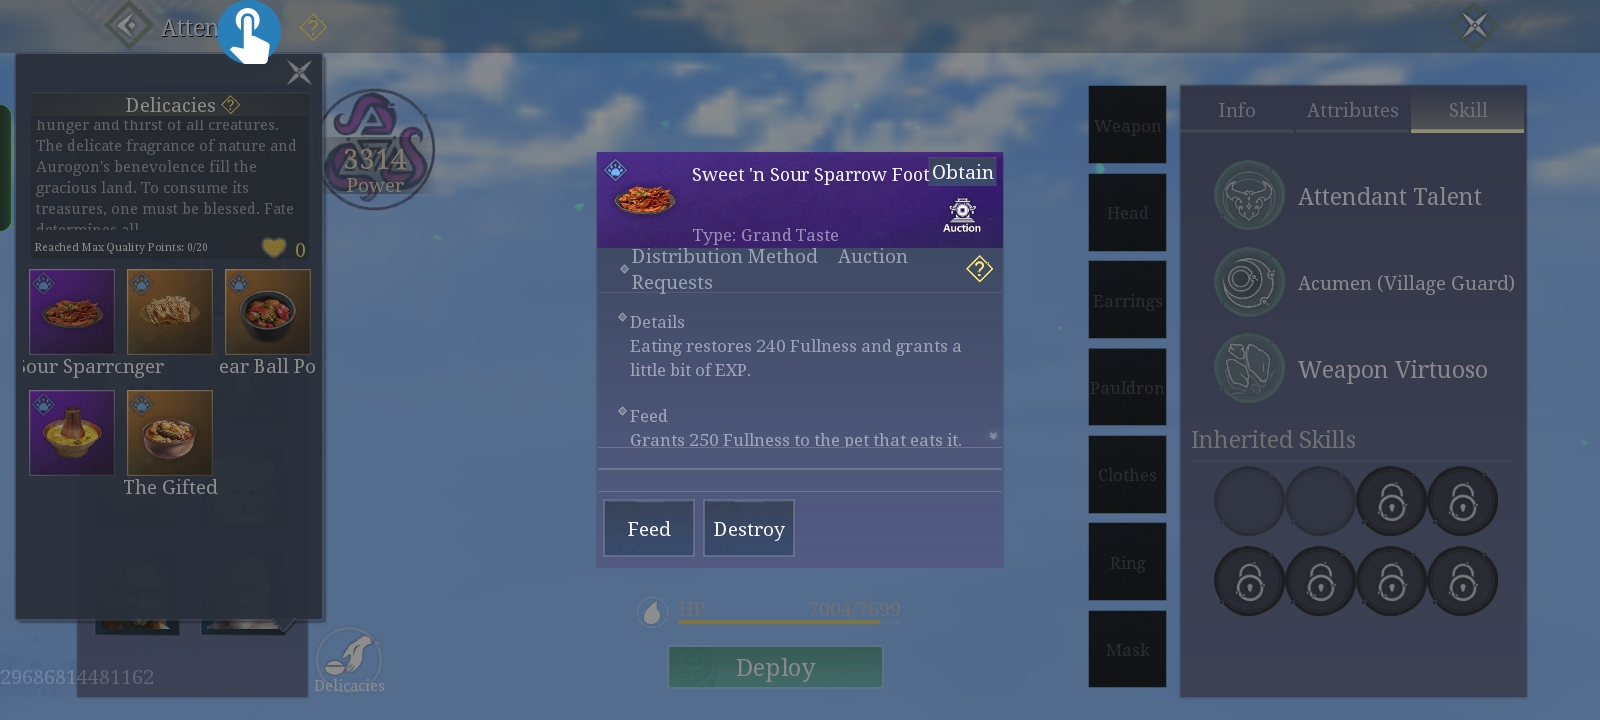 Atten
Delicacies
hunger and thirst of all creatures.
The delicate fragrance of nature and
Aurogon's benevolence fill the
gracious land. To consume its
treasures, one must be blessed. Fate
determines all
Reached Max Quality Points: 0/20
0
Sour Sparr
nger
ear Ball Po
The Gifted
3314
Power
Sweet 'n Sour Sparrow Foot
Obtain
Auction
Type: Grand Taste
Distribution Method Auction
Requests
Details
Eating restores 240 Fullness and grants a
little bit of EXP.
Feed
Grants 250 Fullness to the pet that eats it.
Feed
Destroy
HP 7004/7699
Deploy
Delicacies
29686814481162
Weapon
Head
Earrings
Pauldron
Clothes
Ring
Mask
Info
Attributes
Skill
Attendant Talent
Acumen (Village Guard)
Weapon Virtuoso
Inherited Skills